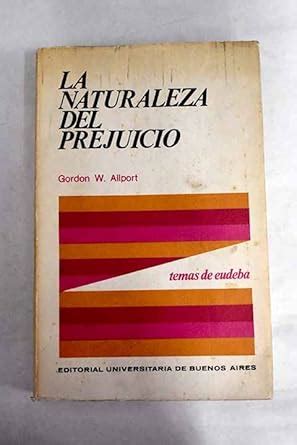 LA
NATURALEZA
DEL
PREJUICIO
Gordon W. Allport
temas de eudeba
EDITORIAL UNIVERSITARIA DE BUENOS AIRES